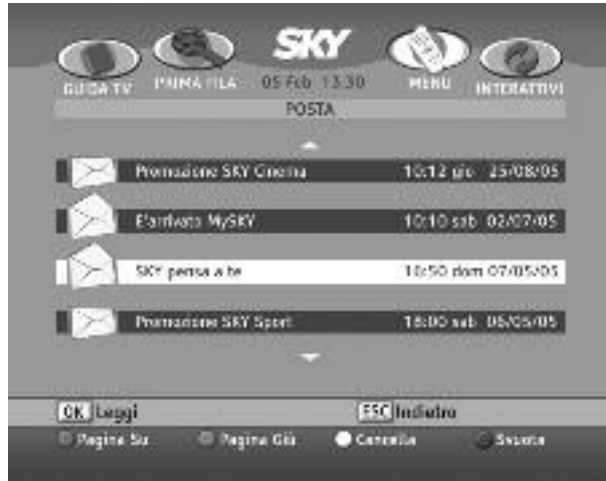 SKY
GUIDA TV PRIMA FILA 05 Feb 13:30 MENU INTERATTIVI
POSTA
Promozione SKY Cinema 10:12 gio 25/08/05
E'arrivato MySKY 10:10 sab 02/07/05
SKY pensa a te 10:50 dom 07/05/05
Promozione SKY Sport 18:00 sab 06/05/05
OK Leggi ESC Indietro
Pagina Su Pagina Giù Cancella Svuota